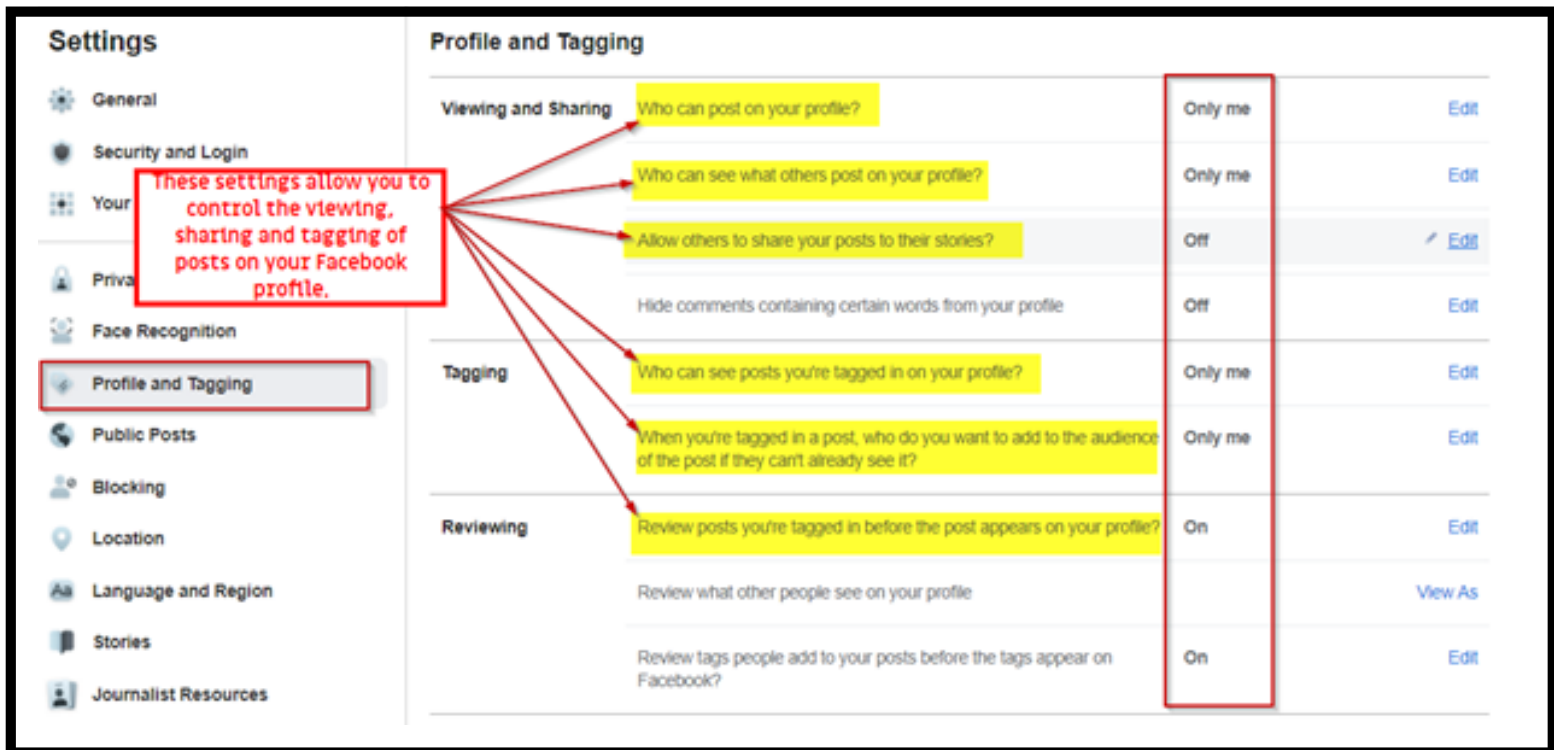 Settings
General
Security and Login
Your
Priva
Face Recognition
Profile and Tagging
Public Posts
Blocking
Location
Language and Region
Stories
Journalist Resources
These settings allow you to
control the viewing,
sharing and tagging of
posts on your Facebook
profile.
Profile and Tagging
Viewing and Sharing Who can post on your profile? Only me Edit
Who can see what others post on your profile? Only me Edit
Allow others to share your posts to their stories? Off Edit
Hide comments containing certain words from your profile Off Edit
Tagging Who can see posts you're tagged in on your profile? Only me Edit
When you're tagged in a post, who do you want to add to the audience Only me Edit
of the post if they can't already see it?
Reviewing Review posts you're tagged in before the post appears on your profile? On Edit
Review what other people see on your profile View As
Review tags people add to your posts before the tags appear on On Edit
Facebook?